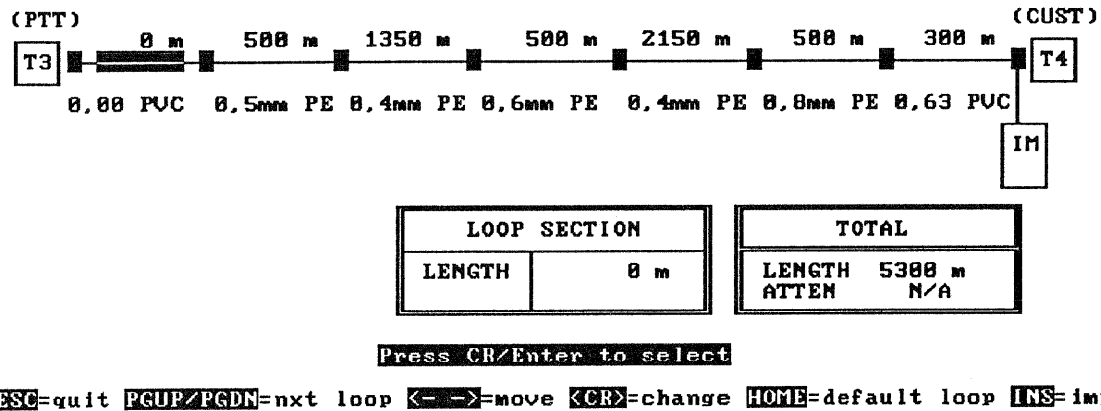 (PTT) (CUST)
0 m 500 m 1350 m 500 m 2150 m 500 m 300 m
T3 T4
0,00 PVC 0,5mm PE 0,4mm PE 0,6mm PE 0,4mm PE 0,8mm PE 0,63 PVC
IM
LOOP SECTION TOTAL
LENGTH 0 m LENGTH 5300 m
ATTEN N/A
Press CR/Enter to select
ESC=quit PGUP/PGDN=nxt loop <- ->=move <CR>=change HOME=default loop INS=im